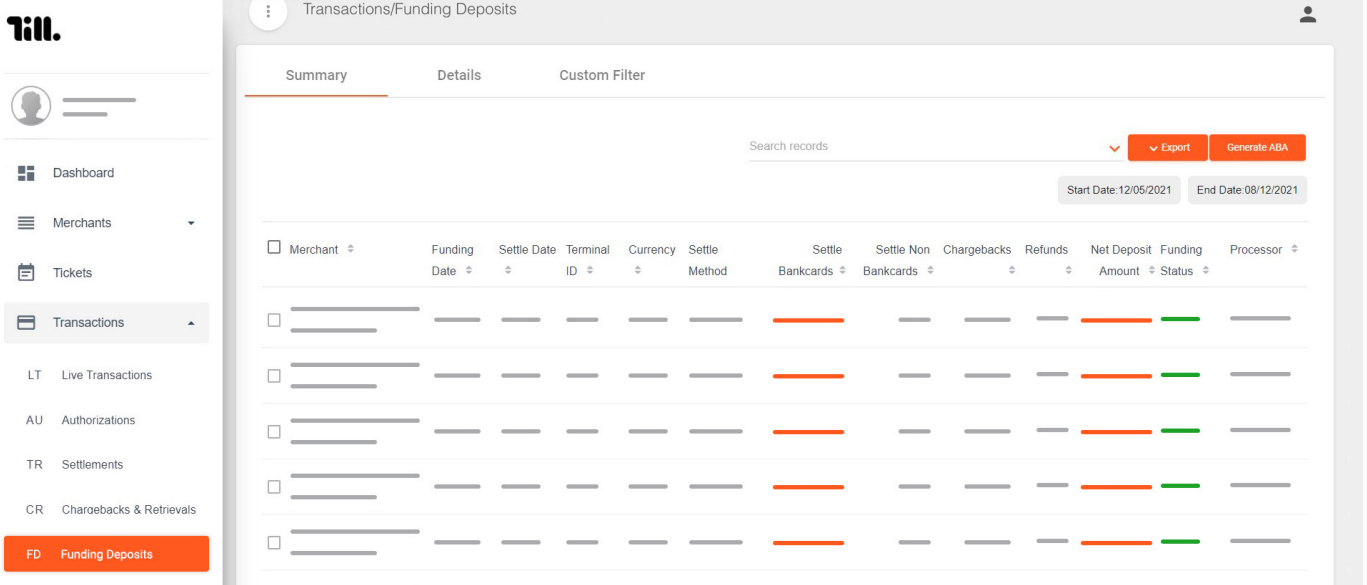 Till.
Transactions/Funding Deposits
Summary Details Custom Filter
Search records
Export
Generate ABA
Start Date:12/05/2021 End Date:08/12/2021
Dashboard
Merchants
Tickets
Transactions
LT Live Transactions
AU Authorizations
TR Settlements
CR Chargebacks & Retrievals
FD Funding Deposits
Merchant Funding Settle Date Terminal Currency Settle Settle Settle Non Chargebacks Refunds Net Deposit Funding Processor
Date ID Method Bankcards Bankcards Amount Status